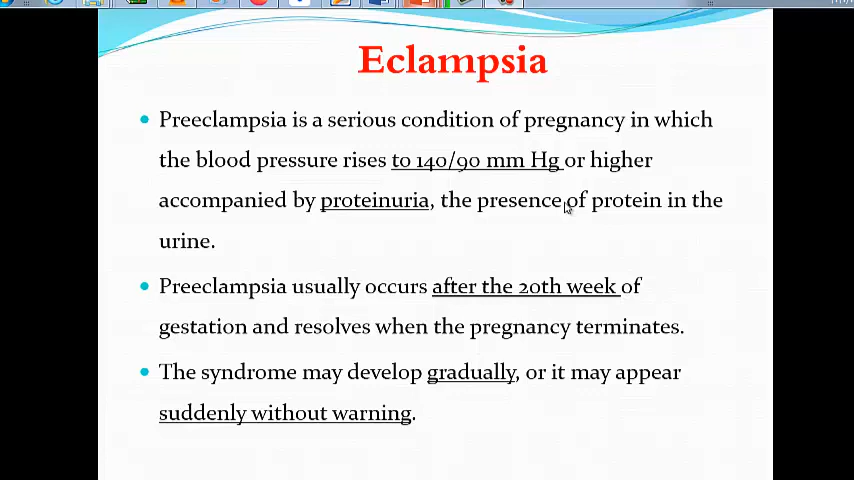 Eclampsia
Preeclampsia is a serious condition of pregnancy in which
the blood pressure rises to 140/90 mm Hg or higher
accompanied by proteinuria, the presence of protein in the
urine.
Preeclampsia usually occurs after the 20th week of
gestation and resolves when the pregnancy terminates.
The syndrome may develop gradually, or it may appear
suddenly without warning.